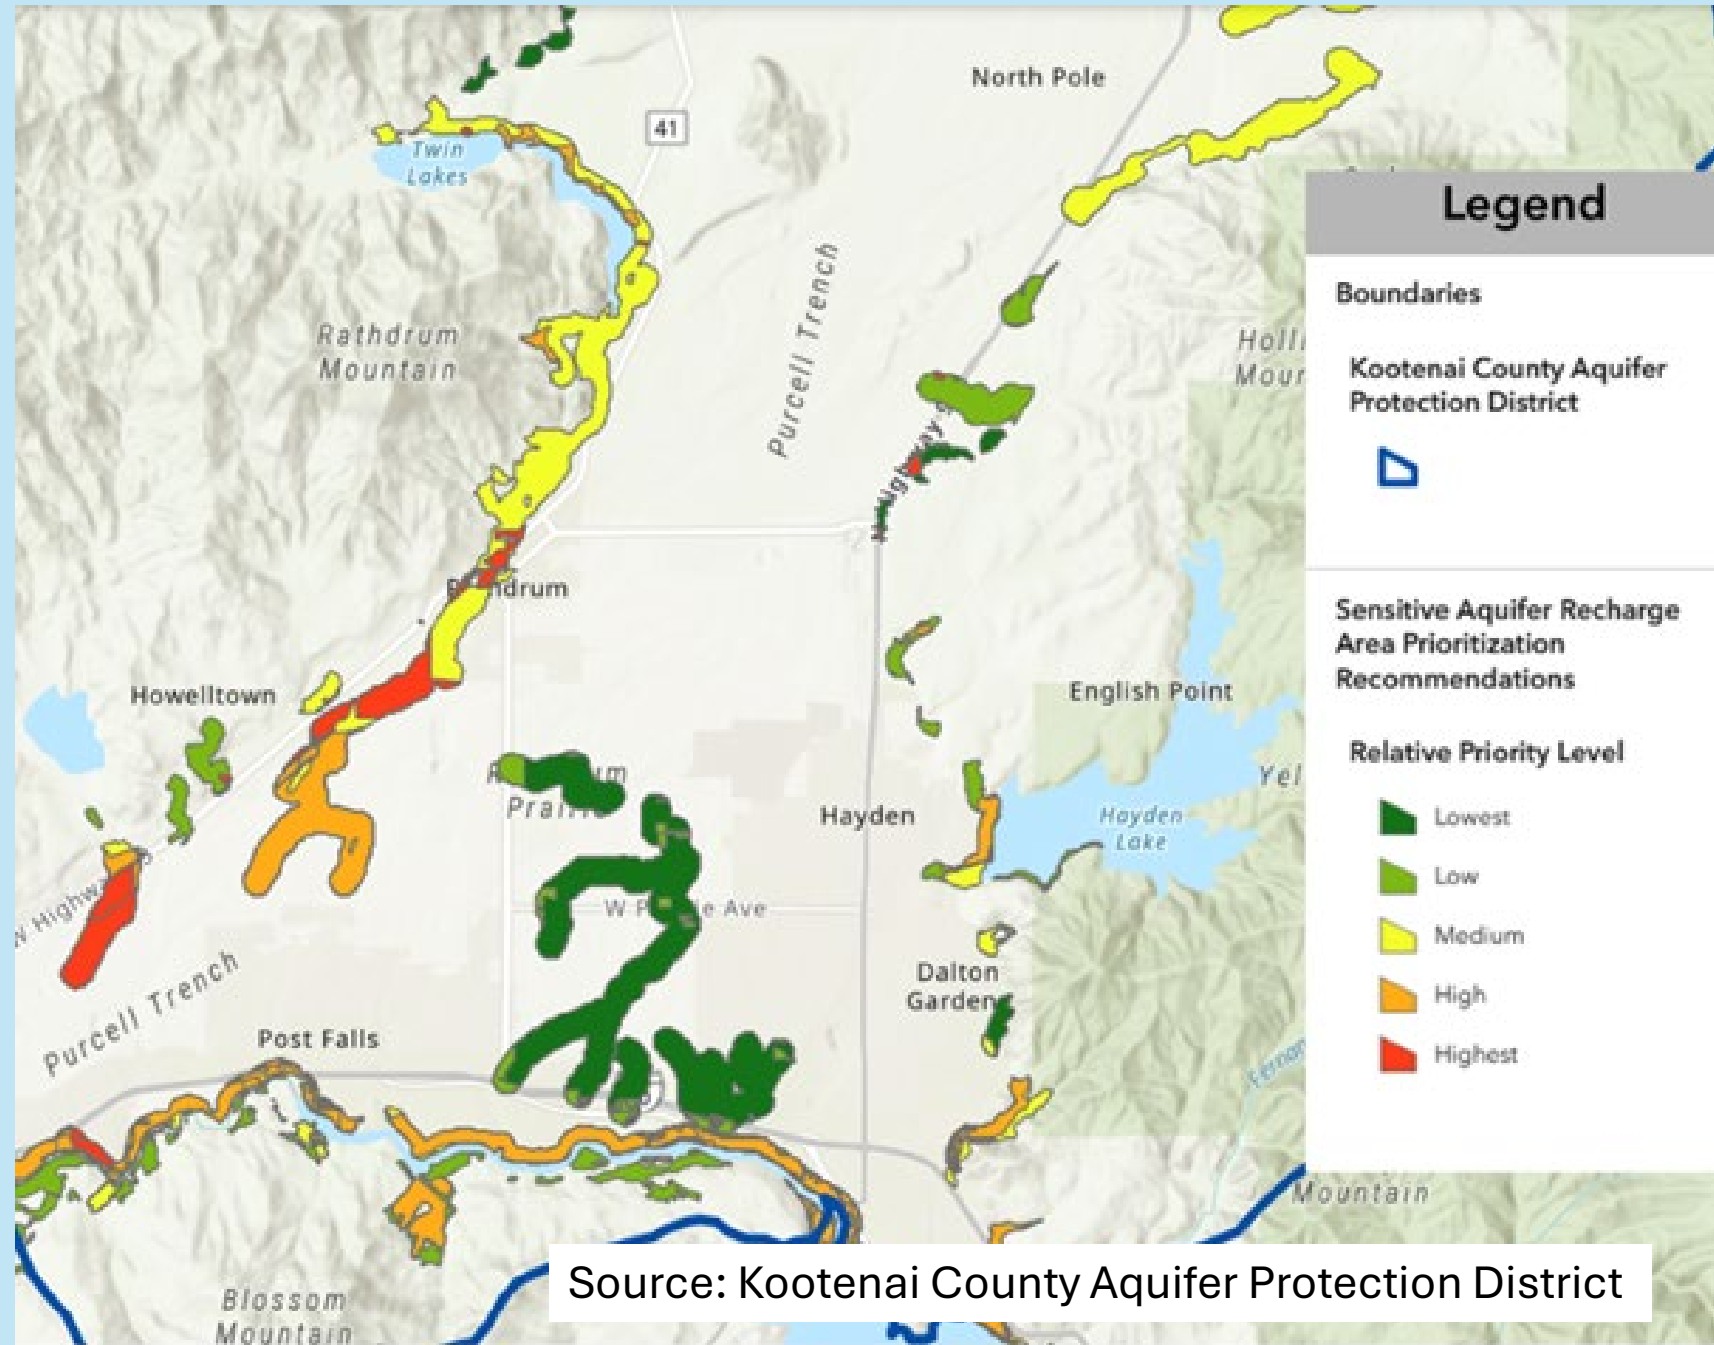 North Pole
41
Twin
Lakes
Purcell Trench
Rathdrum
Mountain
Howelltown
English Point
Hayden
Hayden
Lake
Dalton
Garden
W Highw
Purcell Trench
Post Falls
Mountain
Blossom
Mountain
Legend
Boundaries
Kootenai County Aquifer
Protection District
Sensitive Aquifer Recharge
Area Prioritization
Recommendations
Relative Priority Level
Lowest
Low
Medium
High
Highest
Source: Kootenai County Aquifer Protection District